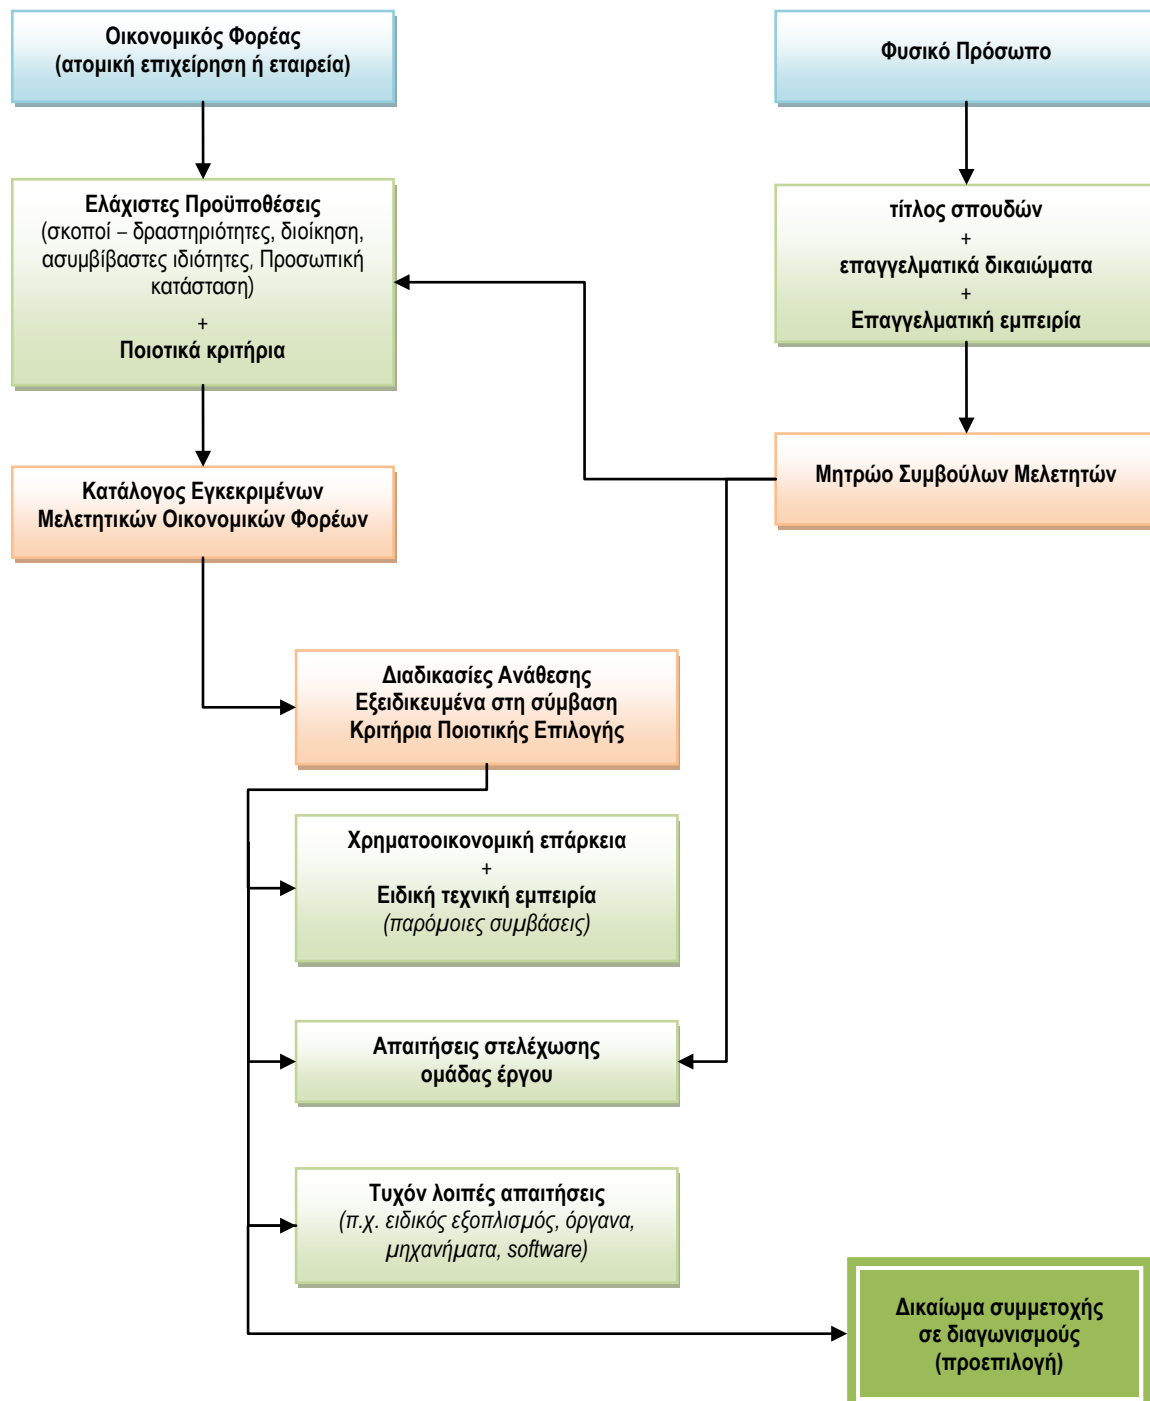 Οικονομικός Φορέας
(ατομική επιχείρηση ή εταιρεία)
Φυσικό Πρόσωπο
Ελάχιστες Προϋποθέσεις
(σκοποί – δραστηριότητες, διοίκηση,
ασυμβίβαστες ιδιότητες, Προσωπική
κατάσταση)
+
Ποιοτικά κριτήρια
τίτλος σπουδών
+
επαγγελματικά δικαιώματα
+
Επαγγελματική εμπειρία
Κατάλογος Εγκεκριμένων
Μελετητικών Οικονομικών Φορέων
Μητρώο Συμβούλων Μελετητών
Διαδικασίες Ανάθεσης
Εξειδικευμένα στη σύμβαση
Κριτήρια Ποιοτικής Επιλογής
Χρηματοοικονομική επάρκεια
+
Ειδική τεχνική εμπειρία
(παρόμοιες συμβάσεις)
Απαιτήσεις στελέχωσης
ομάδας έργου
Τυχόν λοιπές απαιτήσεις
(π.χ. ειδικός εξοπλισμός, όργανα,
μηχανήματα, software)
Δικαίωμα συμμετοχής
σε διαγωνισμούς
(προεπιλογή)